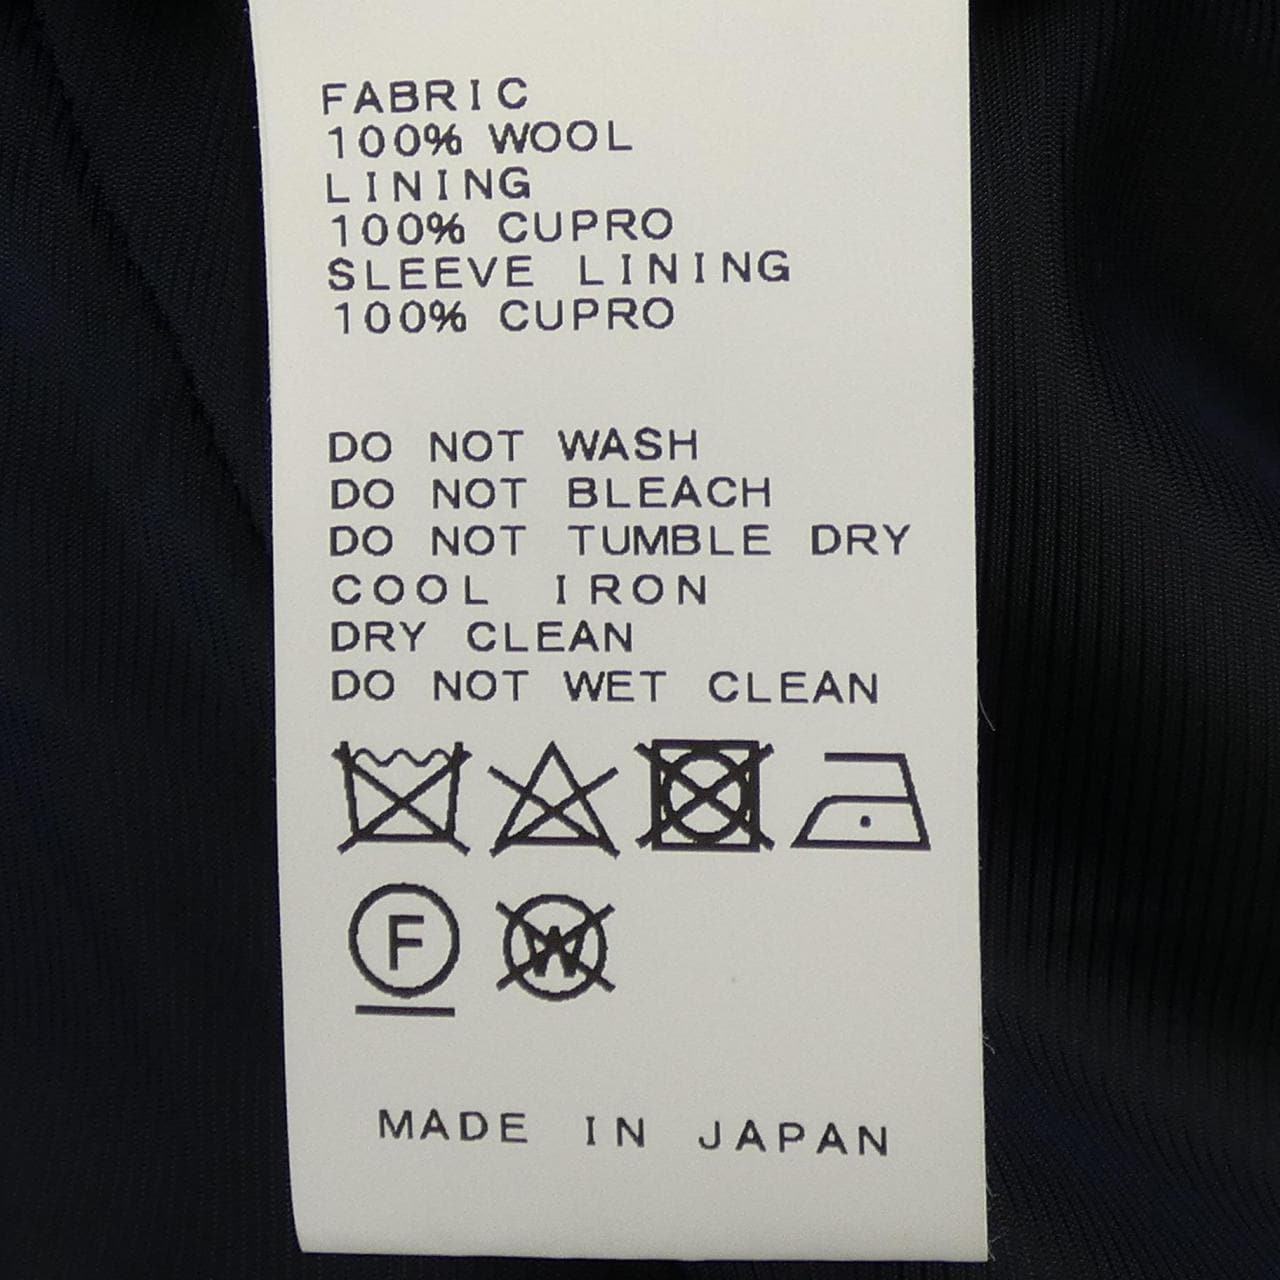 FABRIC
100% WOOL
LINING
100% CUPRO
SLEEVE LINING
100% CUPRO
DO NOT WASH
DO NOT BLEACH
DO NOT TUMBLE DRY
COOL IRON
DRY CLEAN
DO NOT WET CLEAN
F W
MADE IN JAPAN